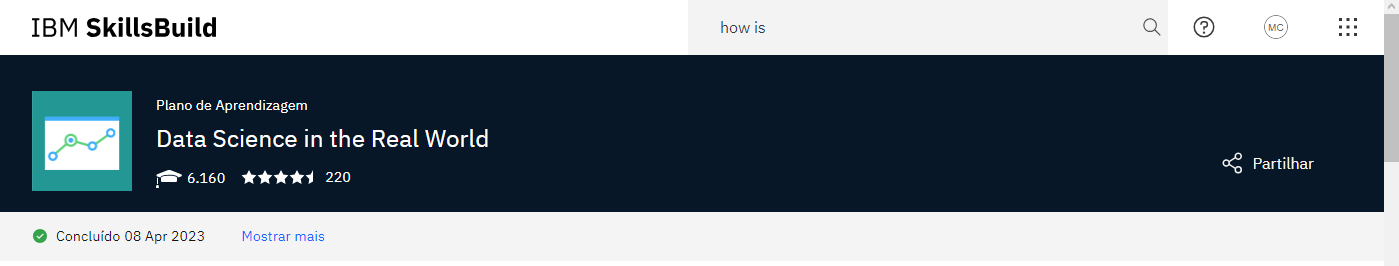 IBM SkillsBuild
how is
MC
Plano de Aprendizagem
Data Science in the Real World
6.160 220
Partilhar
Concluído 08 Apr 2023 Mostrar mais